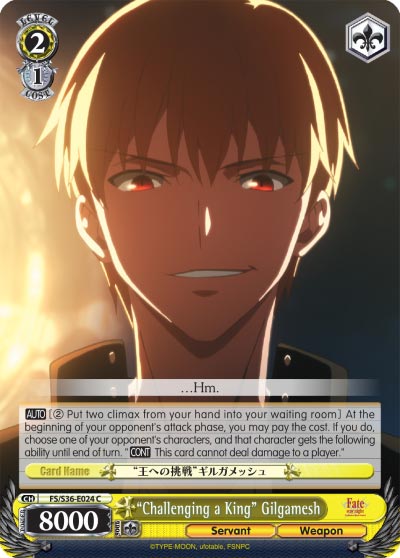 LEVEL
2
1
COST
…Hm.
AUTO [② Put two climax from your hand into your waiting room] At the
beginning of your opponent's attack phase, you may pay the cost. If you do,
choose one of your opponent's characters, and that character gets the following
ability until end of turn. "CONT This card cannot deal damage to a player."
Card Name
“王への挑戦”ギルガメッシュ
CH FS/S36-E024 C
“Challenging a King” Gilgamesh
POWER
8000
SOUL
Fate
Servant
Weapon
©TYPE-MOON, ufotable, FSNPC